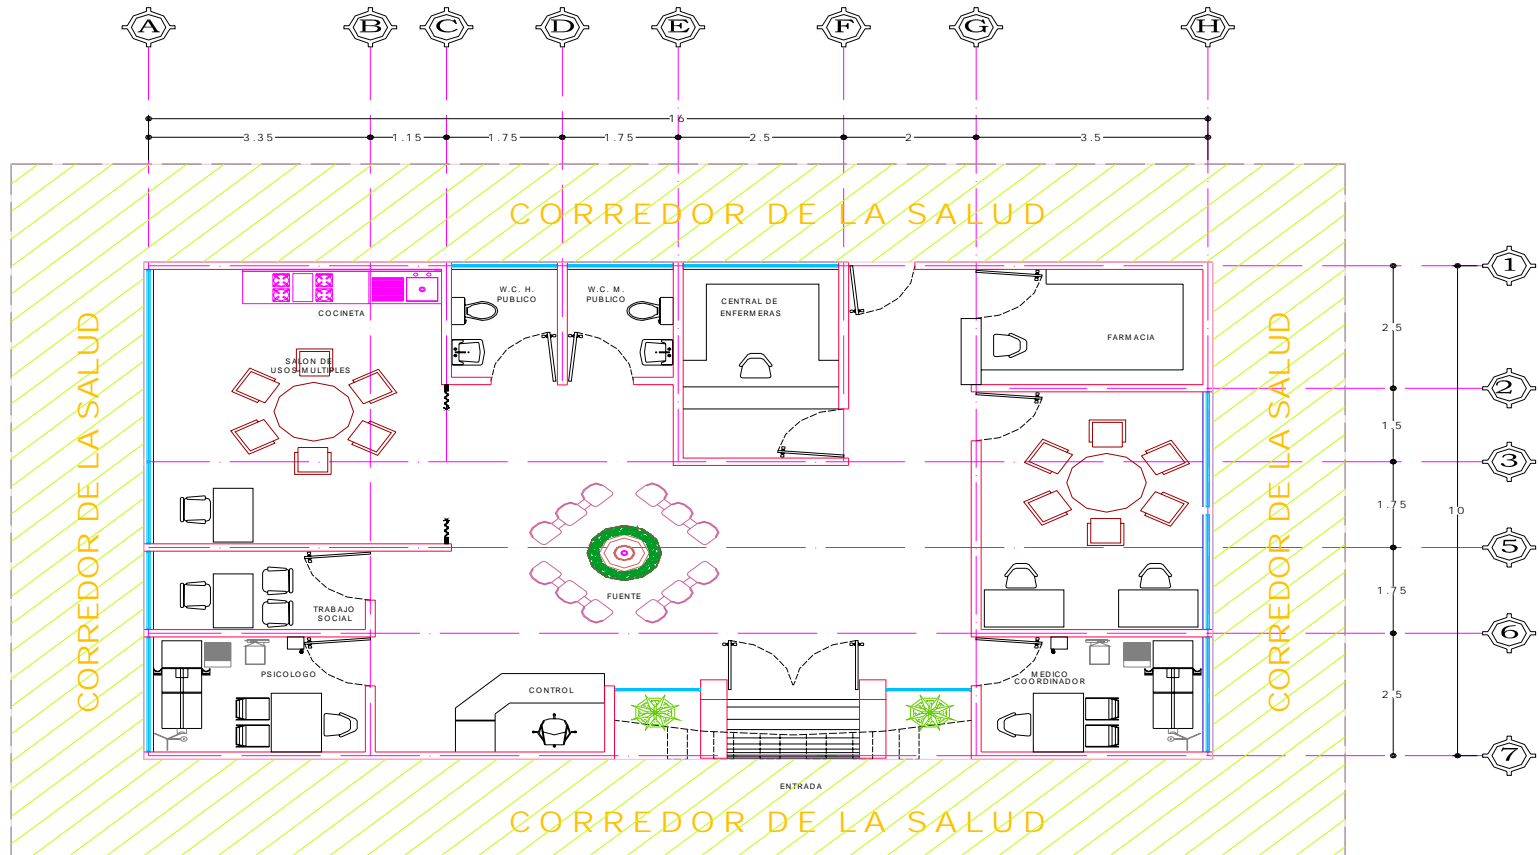 A B C D E F G H
16
3.35 1.15 1.75 1.75 2.5 2 3.5
CORREDOR DE LA SALUD
1
W.C. H.
PUBLICO
W.C. M.
PUBLICO
CENTRAL DE
ENFERMERAS
COCINETA
FARMACIA
2.5
SALON DE
USOS MULTIPLES
2
1.5
3
CORREDOR DE LA SALUD
CORREDOR DE LA SALUD
1.75
10
5
FUENTE
1.75
TRABAJO
SOCIAL
6
PSICOLOGO
CONTROL
MEDICO
COORDINADOR
2.5
7
ENTRADA
CORREDOR DE LA SALUD